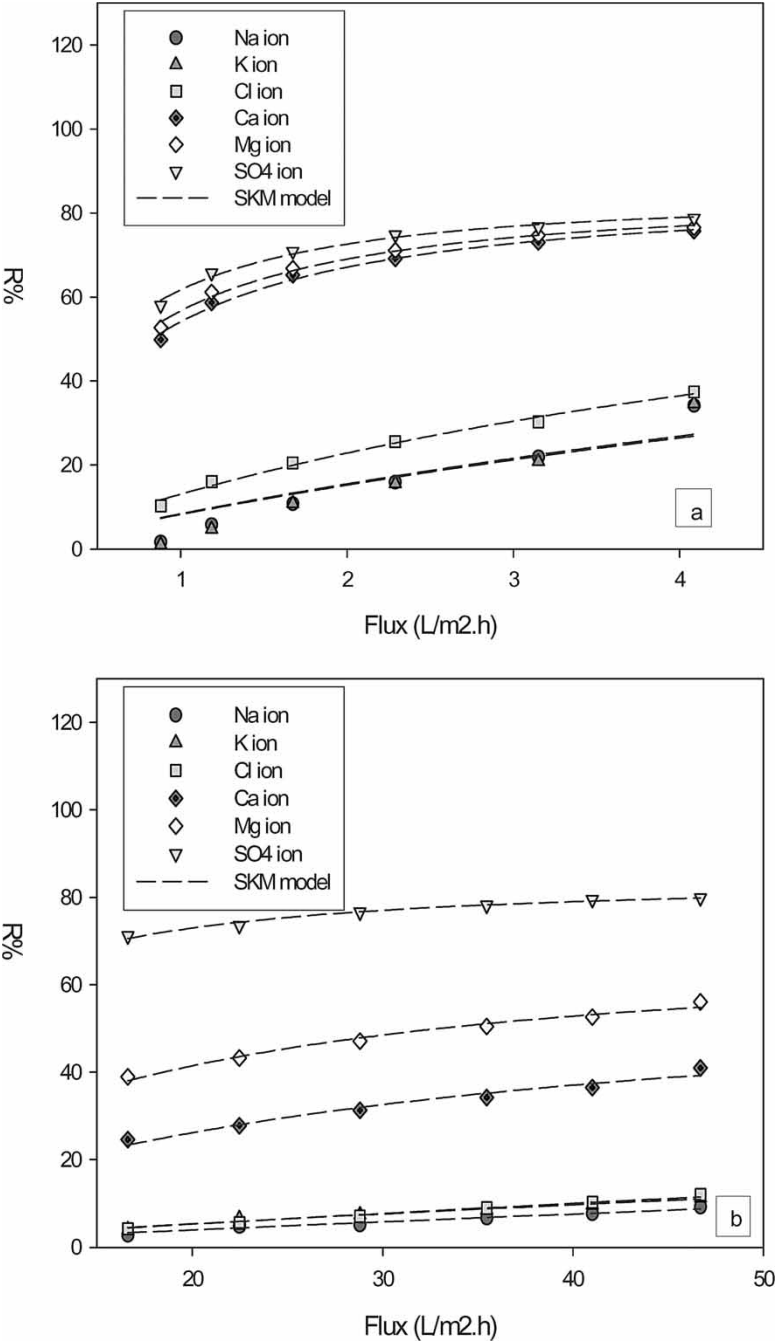 120
100
80
60
40
20
0
R%
Na ion
K ion
Cl ion
Ca ion
Mg ion
SO4 ion
SKM model
a
1 2 3 4
Flux (L/m2.h)
120
100
80
60
40
20
0
R%
Na ion
K ion
Cl ion
Ca ion
Mg ion
SO4 ion
SKM model
b
20 30 40 50
Flux (L/m2.h)